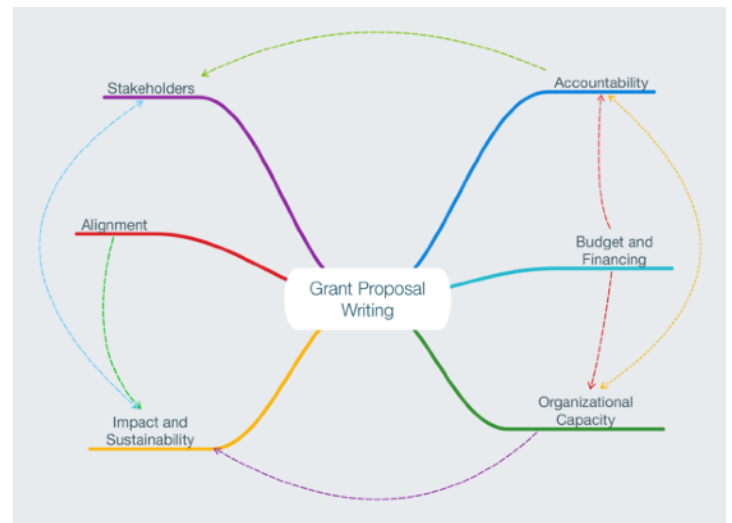 Stakeholders
Accountability
Alignment
Budget and
Financing
Grant Proposal
Writing
Impact and
Sustainability
Organizational
Capacity